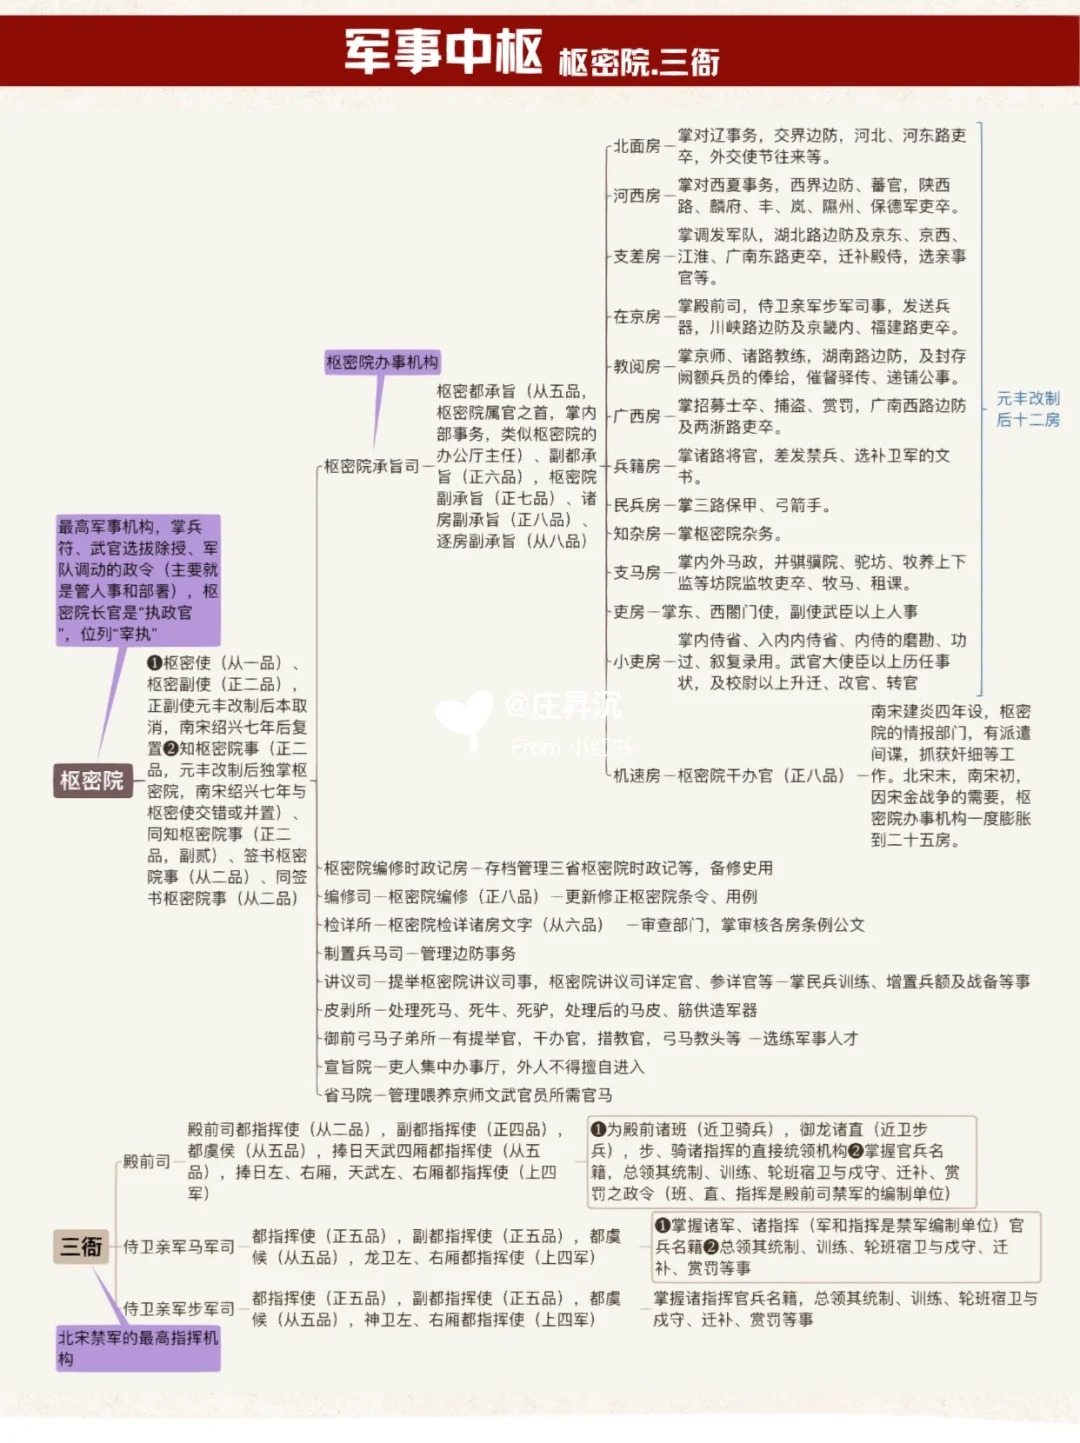 军事中枢 枢密院.三衙
北面房
掌对辽事务，交界边防，河北、河东路吏
卒，外交使节往来等。
河西房
掌对西夏事务，西界边防、蕃官，陕西
路、麟府、丰、岚、隰州、保德军吏卒。
支差房
掌调发军队，湖北路边防及京东、京西、
江淮、广南东路吏卒，迁补殿侍，选亲事
官等。
在京房
掌殿前司，侍卫亲军步军司事，发送兵
器，川峡路边防及京畿内、福建路吏卒。
教阅房
掌京师、诸路教练，湖南路边防，及封存
阙额兵员的俸给，催督驿传、递铺公事。
广西房
掌招募士卒、捕盗、赏罚，广南西路边防
及两浙路吏卒。
兵籍房
掌诸路将官，差发禁兵、选补卫军的文
书。
民兵房
掌三路保甲、弓箭手。
知杂房
掌枢密院杂务。
支马房
掌内外马政，并骐骥院、驼坊、牧养上下
监等坊院监牧吏卒、牧马、租课。
吏房
掌东、西閤门使，副使武臣以上人事
小吏房
掌内侍省、入内内侍省、内侍的磨勘、功
过、叙复录用。武官大使臣以上历任事
状，及校尉以上升迁、改官、转官
元丰改制
后十二房
枢密院办事机构
枢密院承旨司
枢密都承旨（从五品，
枢密院属官之首，掌内
部事务，类似枢密院的
办公厅主任）、副都承
旨（正六品），枢密院
副承旨（正七品）、诸
房副承旨（正八品）、
逐房副承旨（从八品）
最高军事机构，掌兵
符、武官选拔除授、军
队调动的政令（主要就
是管人事和部署），枢
密院长官是“执政官
”，位列“宰执”
枢密院
❶枢密使（从一品）、
枢密副使（正二品），
正副使元丰改制后本取
消，南宋绍兴七年后复
置❷知枢密院事（正二
品，元丰改制后独掌枢
密院，南宋绍兴七年与
枢密使交错或并置）、
同知枢密院事（正二
品，副贰）、签书枢密
院事（从二品）、同签
书枢密院事（从二品）
机速房
枢密院干办官（正八品）
南宋建炎四年设，枢密
院的情报部门，有派遣
间谍，抓获奸细等工
作。北宋末，南宋初，
因宋金战争的需要，枢
密院办事机构一度膨胀
到二十五房。
@庄昇沉
From 小红书
枢密院编修时政记房 存档管理三省枢密院时政记等，备修史用
编修司 枢密院编修（正八品） 更新修正枢密院条令、用例
检详所 枢密院检详诸房文字（从六品） 审查部门，掌审核各房条例公文
制置兵马司 管理边防事务
讲议司 提举枢密院讲议司事，枢密院讲议司详定官、参详官等 掌民兵训练、增置兵额及战备等事
皮剥所 处理死马、死牛、死驴，处理后的马皮、筋供造军器
御前弓马子弟所 有提举官，干办官，措教官，弓马教头等 选练军事人才
宣旨院 吏人集中办事厅，外人不得擅自进入
省马院 管理喂养京师文武官员所需官马
三衙
殿前司
殿前司都指挥使（从二品），副都指挥使（正四品），
都虞侯（从五品），捧日天武四厢都指挥使（从五
品），捧日左、右厢，天武左、右厢都指挥使（上四
军）
❶为殿前诸班（近卫骑兵），御龙诸直（近卫步
兵），步、骑诸指挥的直接统领机构❷掌握官兵名
籍，总领其统制、训练、轮班宿卫与戍守、迁补、赏
罚之政令（班、直、指挥是殿前司禁军的编制单位）
侍卫亲军马军司
都指挥使（正五品），副都指挥使（正五品），都虞
候（从五品），龙卫左、右厢都指挥使（上四军）
❶掌握诸军、诸指挥（军和指挥是禁军编制单位）官
兵名籍❷总领其统制、训练、轮班宿卫与戍守、迁
补、赏罚等事
侍卫亲军步军司
都指挥使（正五品），副都指挥使（正五品），都虞
候（从五品），神卫左、右厢都指挥使（上四军）
掌握诸指挥官兵名籍，总领其统制、训练、轮班宿卫与
戍守、迁补、赏罚等事
北宋禁军的最高指挥机
构